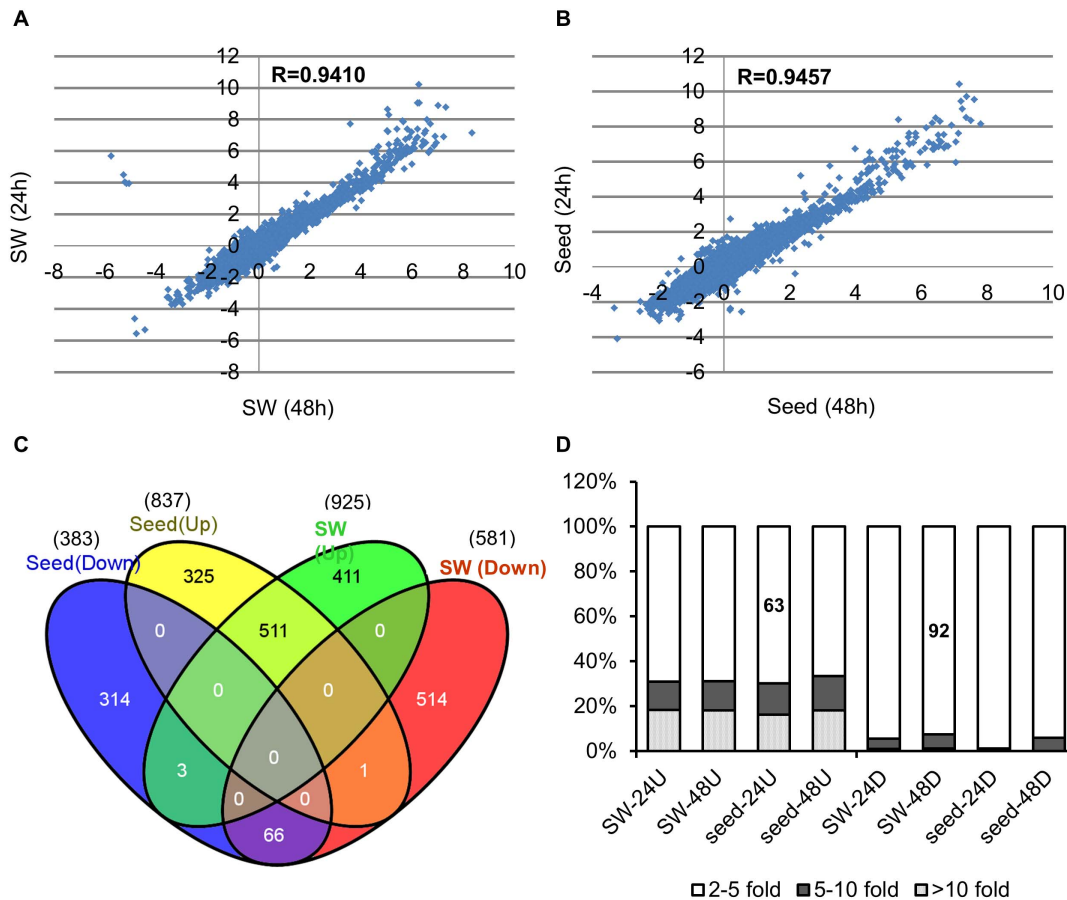 A
12
10
8
6
4
2
0
-2
-4
-6
-8
-8 -6 -4 -2 0 2 4 6 8 10
R=0.9410
SW (24h)
SW (48h)
B
12
10
8
6
4
2
0
-2
-4
-6
-4 -2 0 2 4 6 8 10
R=0.9457
Seed (24h)
Seed (48h)
C
(837) (925)
Seed(Up) SW
(Up)
(383) (581)
Seed(Down) SW (Down)
325 411
0 511 0
314 0 0 514
0
3 1
0 0
66
D
120%
100%
80%
60%
40%
20%
0%
63
92
SW-24U
SW-48U
seed-24U
seed-48U
SW-24D
SW-48D
seed-24D
seed-48D
2-5 fold 5-10 fold >10 fold